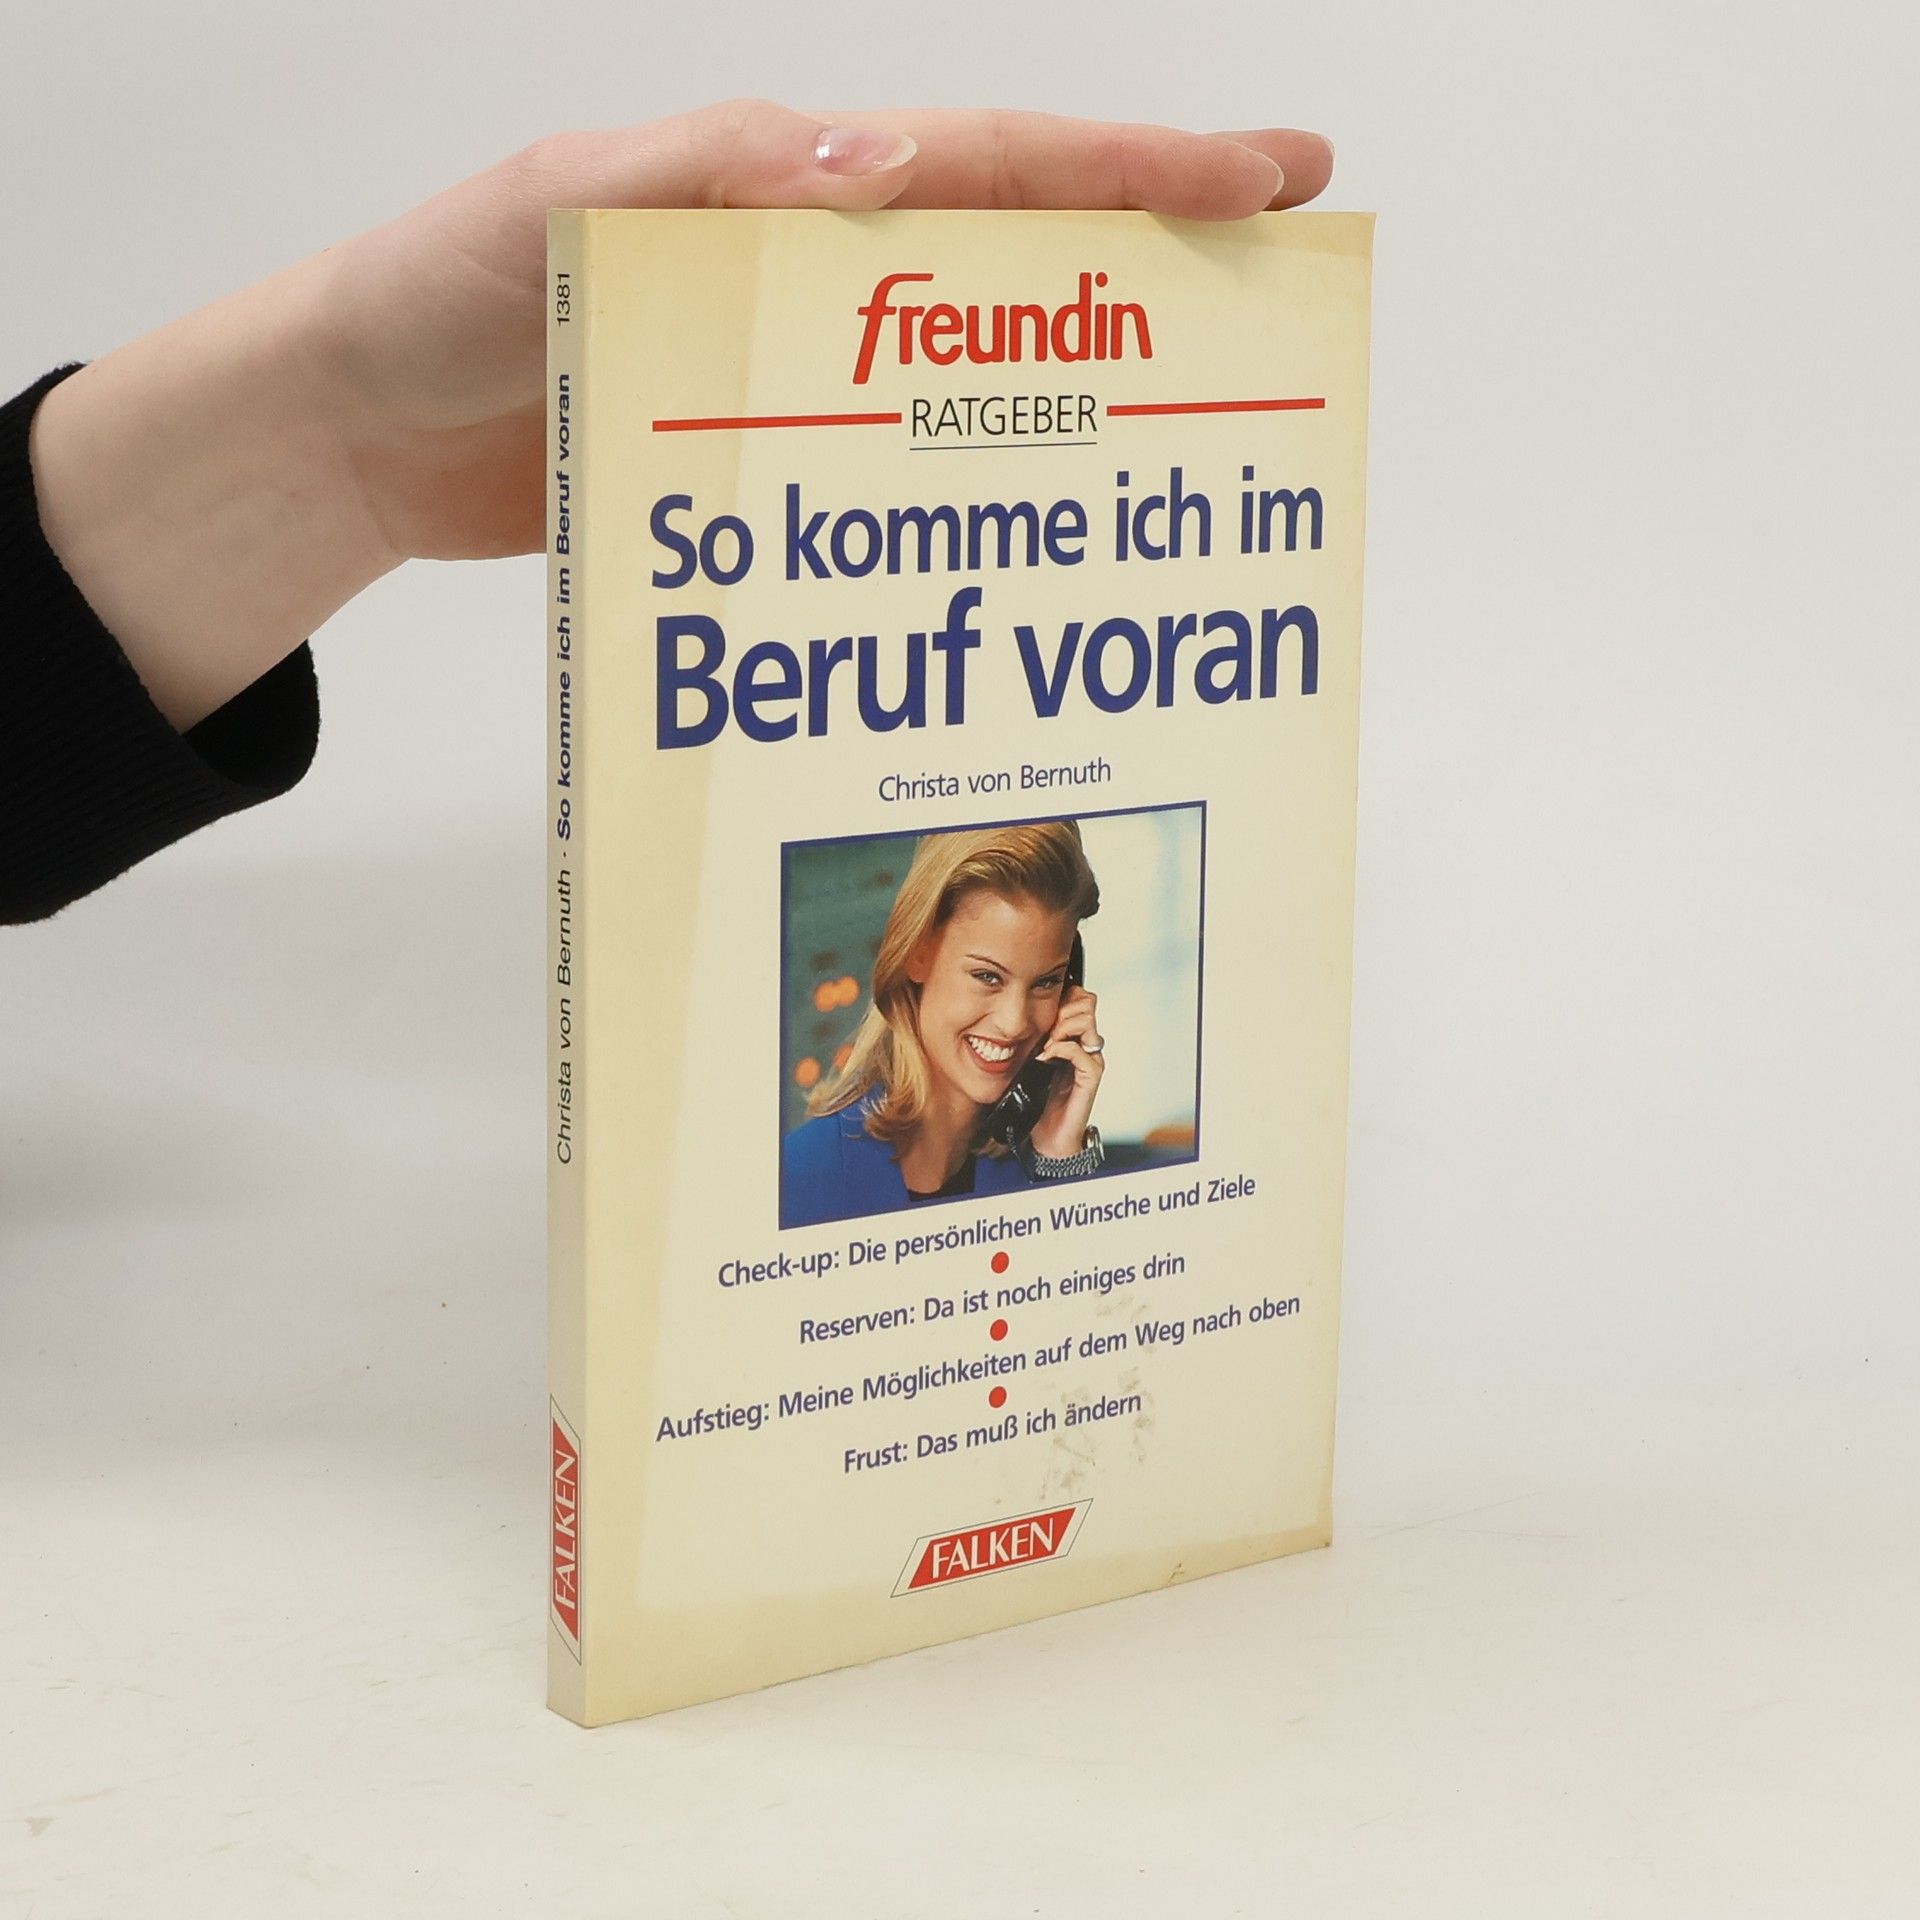 freundin
RATGEBER
So komme ich im
Beruf voran
Christa von Bernuth
Check-up: Die persönlichen Wünsche und Ziele
Reserven: Da ist noch einiges drin
Aufstieg: Meine Möglichkeiten auf dem Weg nach oben
Frust: Das muß ich ändern
FALKEN
Christa von Bernuth · So komme ich im Beruf voran 1381
FALKEN